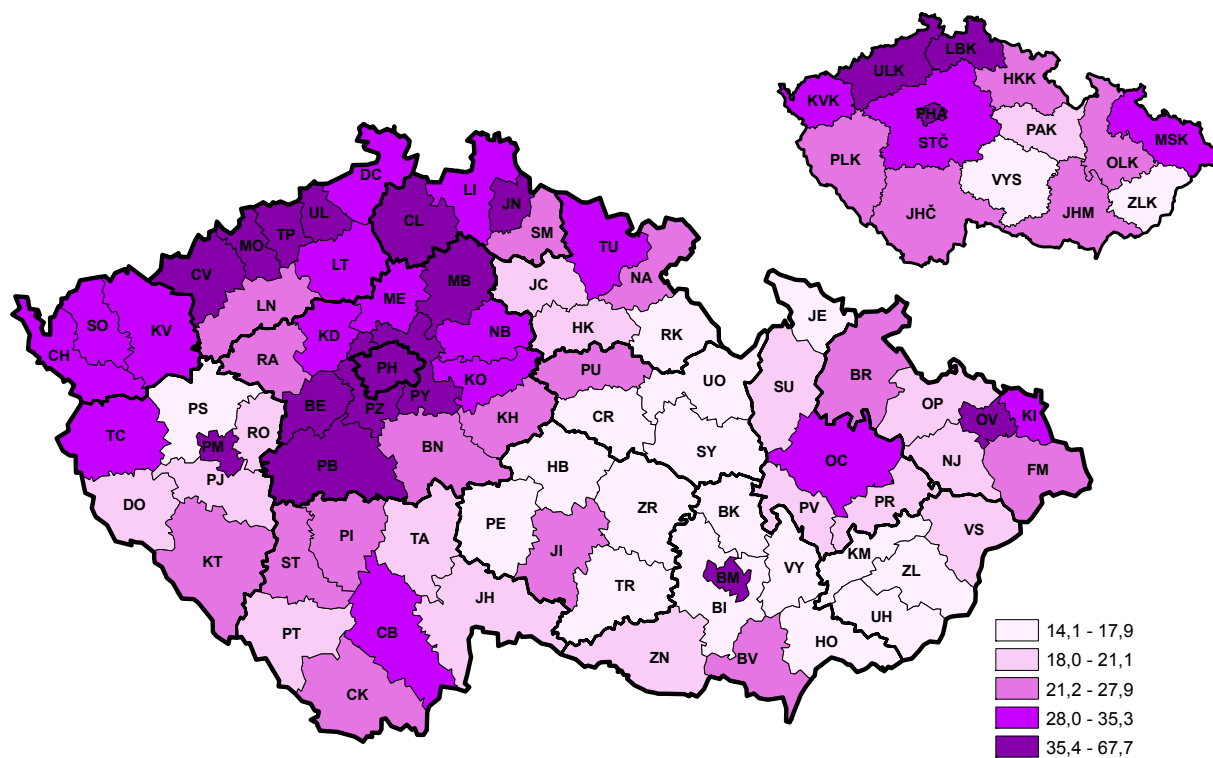 LBK
ULK
HKK
KVK
PHA
STČ
PAK
MSK
PLK
OLK
VYS
ZLK
JHČ
JHM
DC
LI
JN
UL
CL
TP
SM
MO
TU
CV
LT
NA
MB
JC
LN
ME
SO
KV
JE
HK
NB
KD
RK
CH
RA
PH
PU
KO
UO
SU
BR
PY
PS
BE
PZ
OP
CR
KH
KI
OV
TC
RO
PM
BN
SY
OC
NJ
PB
HB
FM
PJ
DO
PR
ZR
PV
BK
PE
VS
PI
TA
JI
KM
KT
ST
VY
ZL
BM
TR
JH
BI
UH
PT
CB
HO
ZN
BV
CK
14,1 - 17,9
18,0 - 21,1
21,2 - 27,9
28,0 - 35,3
35,4 - 67,7